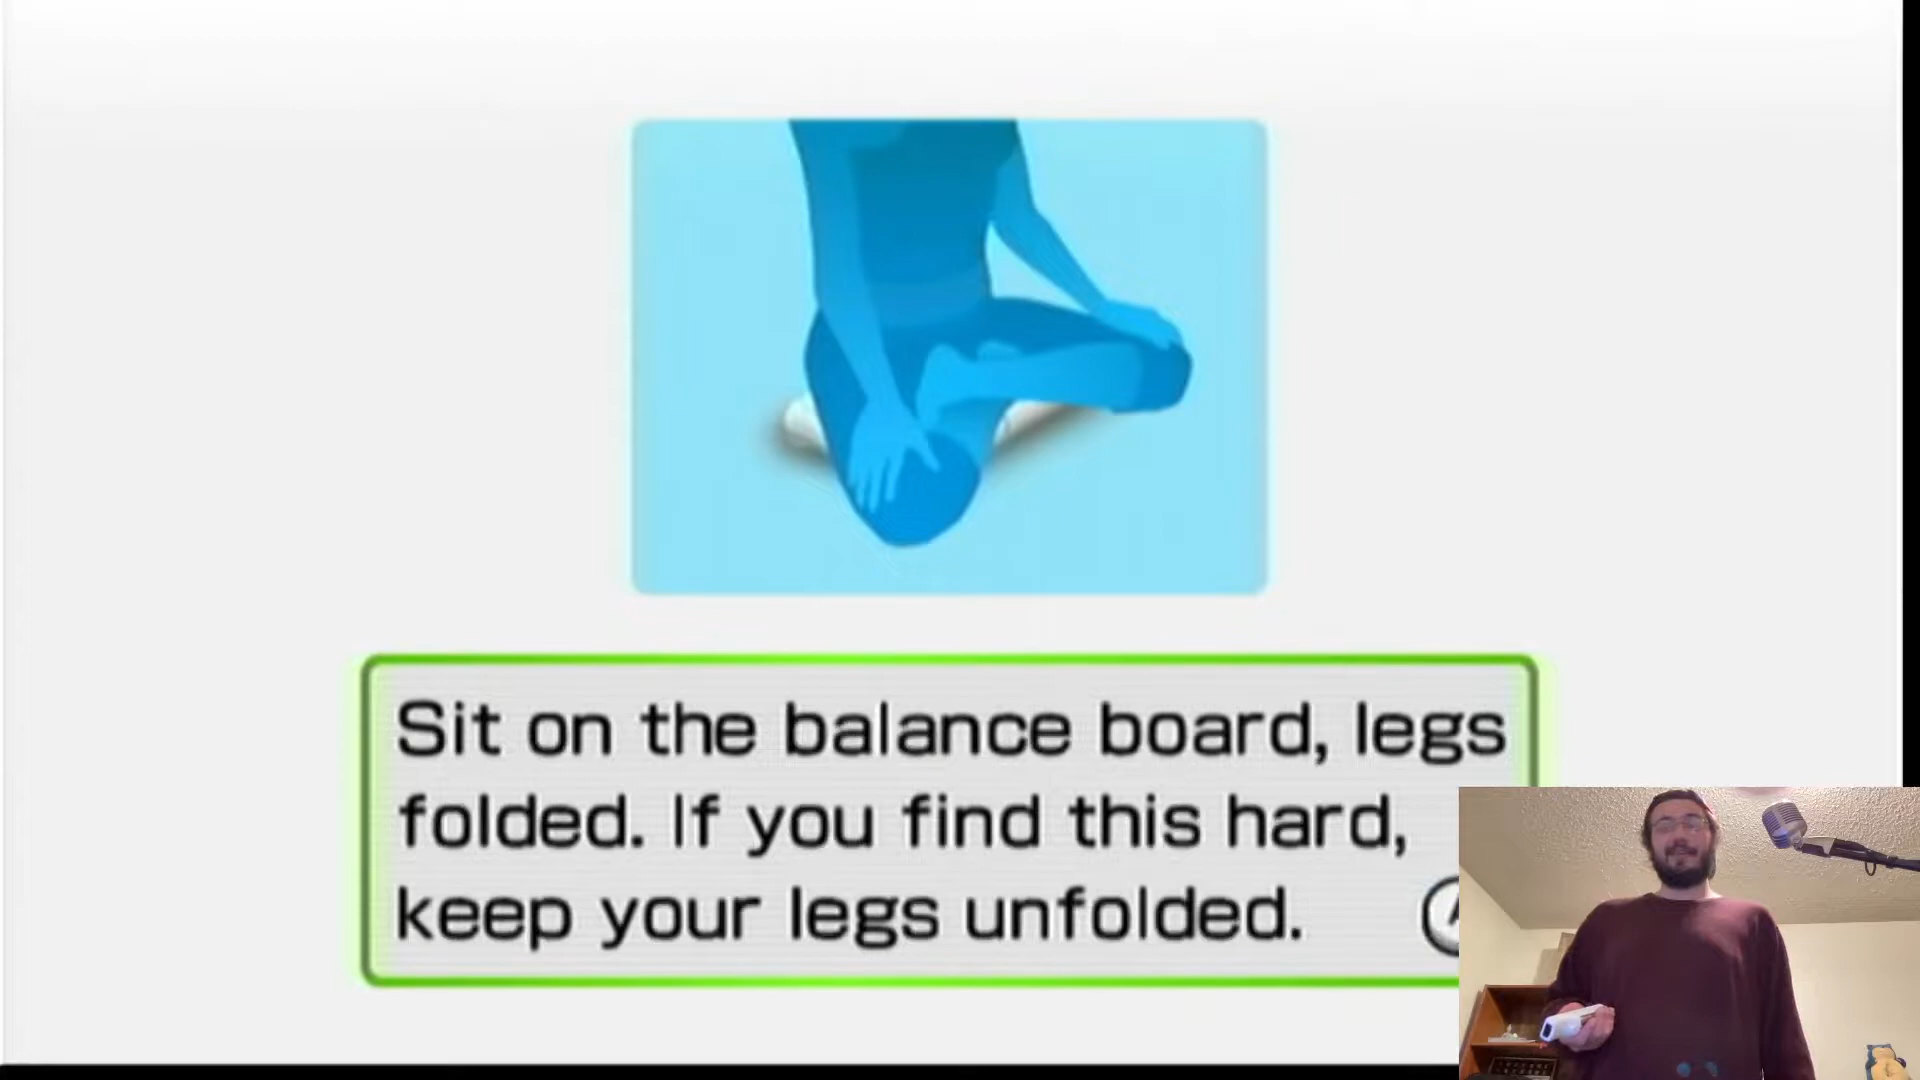 Sit on the balance board, legs
folded. If you find this hard,
keep your legs unfolded.